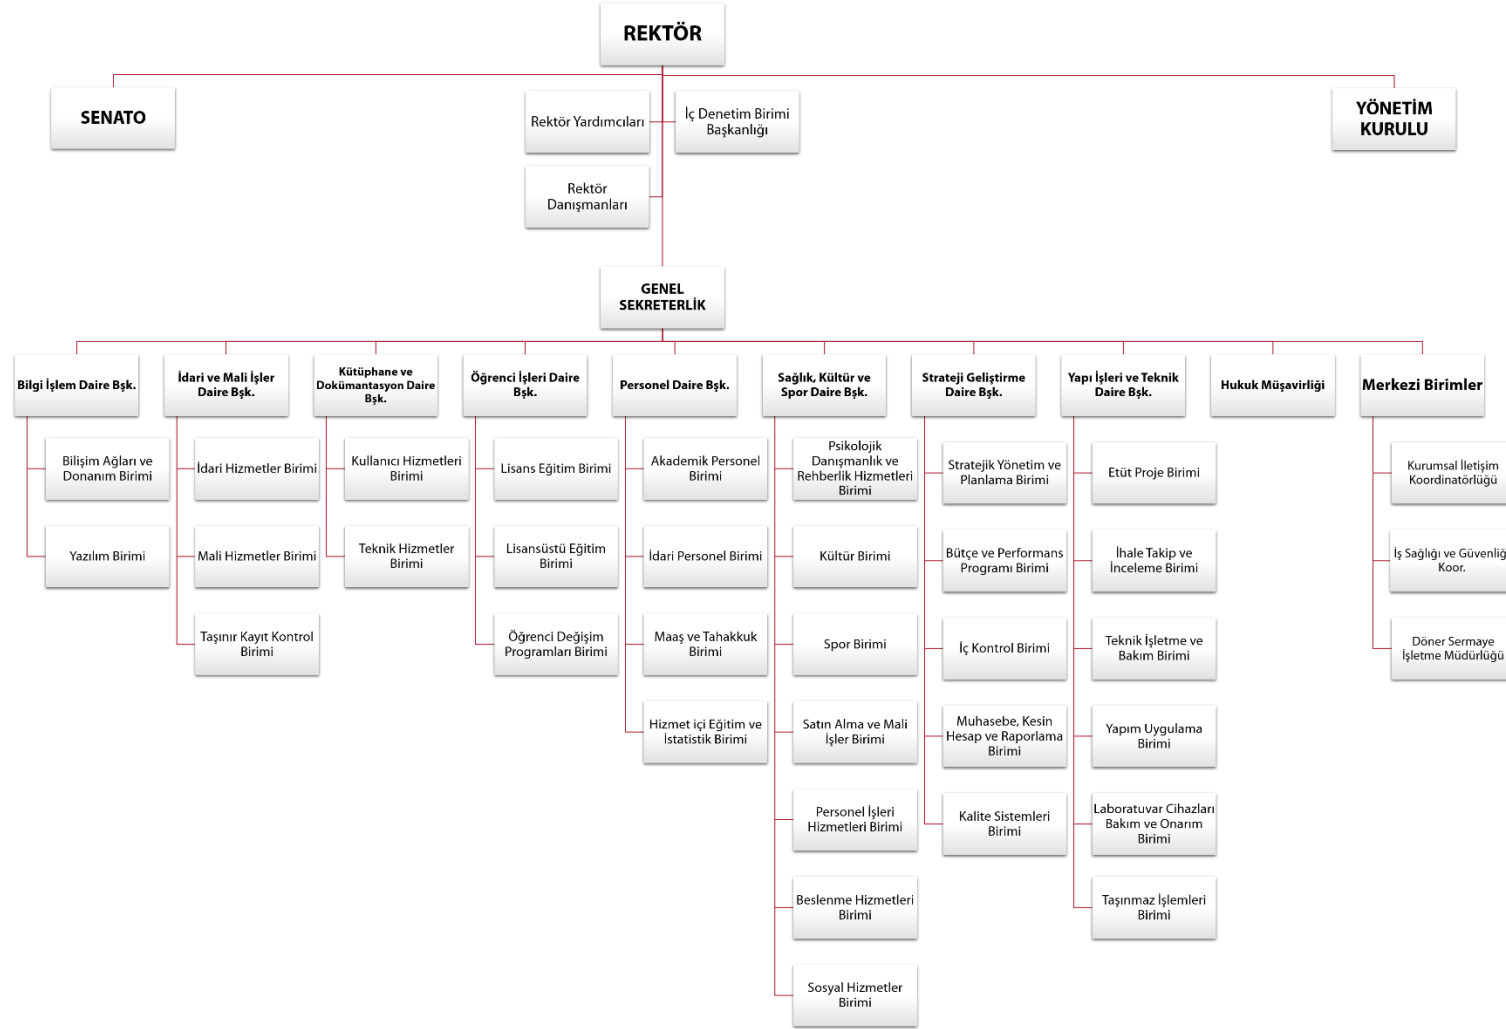 REKTÖR
SENATO
Rektör Yardımcıları
İç Denetim Birimi
Başkanlığı
YÖNETİM
KURULU
Rektör
Danışmanları
GENEL
SEKRETERLİK
Bilgi İşlem Daire Bşk.
Bilişim Ağları ve
Donanım Birimi
Yazılım Birimi
İdari ve Mali İşler
Daire Bşk.
İdari Hizmetler Birimi
Mali Hizmetler Birimi
Taşınır Kayıt Kontrol
Birimi
Kütüphane ve
Dokümantasyon Daire
Bşk.
Kullanıcı Hizmetleri
Birimi
Teknik Hizmetler
Birimi
Öğrenci İşleri Daire
Bşk.
Lisans Eğitim Birimi
Lisansüstü Eğitim
Birimi
Öğrenci Değişim
Programları Birimi
Personel Daire Bşk.
Akademik Personel
Birimi
İdari Personel Birimi
Maaş ve Tahakkuk
Birimi
Hizmet içi Eğitim ve
İstatistik Birimi
Sağlık, Kültür ve
Spor Daire Bşk.
Psikolojik
Danışmanlık ve
Rehberlik Hizmetleri
Birimi
Kültür Birimi
Spor Birimi
Satın Alma ve Mali
İşler Birimi
Personel İşleri
Hizmetleri Birimi
Beslenme Hizmetleri
Birimi
Sosyal Hizmetler
Birimi
Strateji Geliştirme
Daire Bşk.
Stratejik Yönetim ve
Planlama Birimi
Bütçe ve Performans
Programı Birimi
İç Kontrol Birimi
Muhasebe, Kesin
Hesap ve Raporlama
Birimi
Kalite Sistemleri
Birimi
Yapı İşleri ve Teknik
Daire Bşk.
Etüt Proje Birimi
İhale Takip ve
İnceleme Birimi
Teknik İşletme ve
Bakım Birimi
Yapım Uygulama
Birimi
Laboratuvar Cihazları
Bakım ve Onarım
Birimi
Taşınmaz İşlemleri
Birimi
Hukuk Müşavirliği
Merkezi Birimler
Kurumsal İletişim
Koordinatörlüğü
İş Sağlığı ve Güvenliği
Koor.
Döner Sermaye
İşletme Müdürlüğü